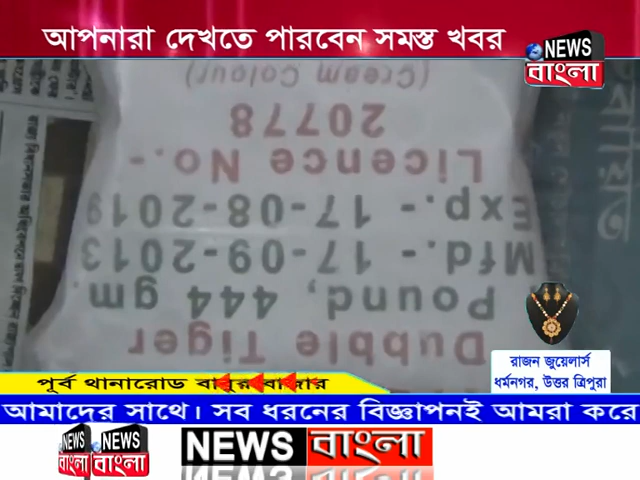 আপনারা দেখতে পারবেন সমস্ত খবর
NEWS
বাংলা
Dubble Tiger
Pound, 444 gm.
Mfd.- 17-09-2013
Exp.- 17-08-2019
Licence No.-
20778
(Cream Colour)
রাজন জুয়েলার্স
ধর্মনগর, উত্তর ত্রিপুরা
পূর্ব থানারোড বাবুর বাজার
আমাদের সাথে। সব ধরনের বিজ্ঞাপনই আমরা করে
NEWS
বাংলা
NEWS
বাংলা
NEWS বাংলা